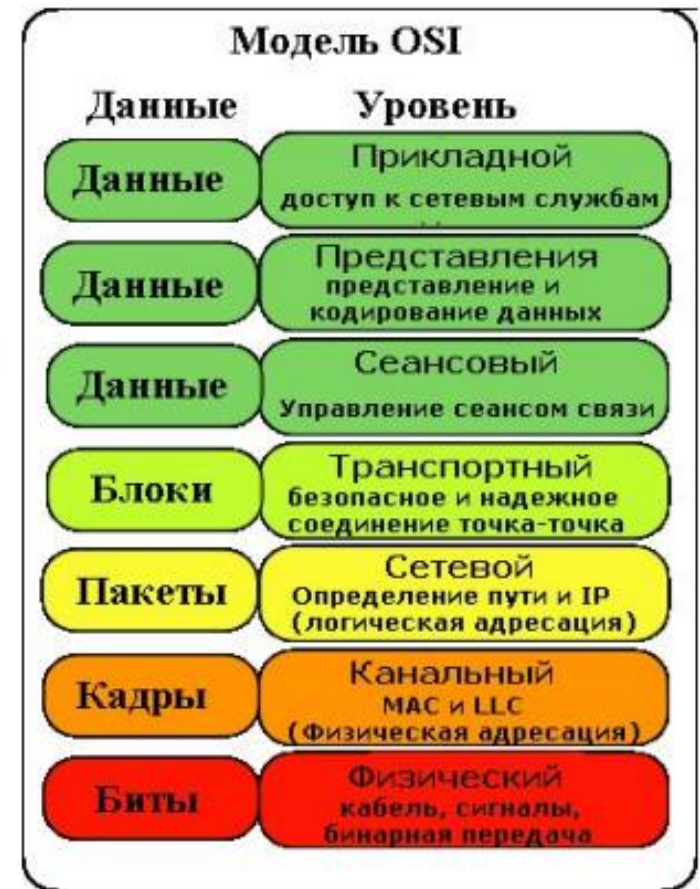 Модель OSI
Данные Уровень
Данные Прикладной
доступ к сетевым службам
Данные Представления
представление и
кодирование данных
Данные Сеансовый
Управление сеансом связи
Блоки Транспортный
безопасное и надежное
соединение точка-точка
Пакеты Сетевой
Определение пути и IP
(логическая адресация)
Кадры Канальный
MAC и LLC
(Физическая адресация)
Биты Физический
кабель, сигналы,
бинарная передача